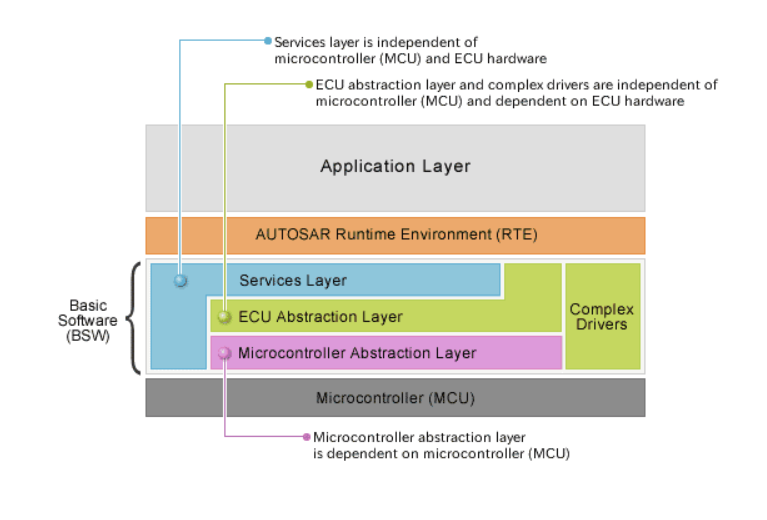 Services layer is independent of
microcontroller (MCU) and ECU hardware
ECU abstraction layer and complex drivers are independent of
microcontroller (MCU) and dependent on ECU hardware
Application Layer
AUTOSAR Runtime Environment (RTE)
Services Layer
Basic
Software
(BSW)
ECU Abstraction Layer
Complex
Drivers
Microcontroller Abstraction Layer
Microcontroller (MCU)
Microcontroller abstraction layer
is dependent on microcontroller (MCU)